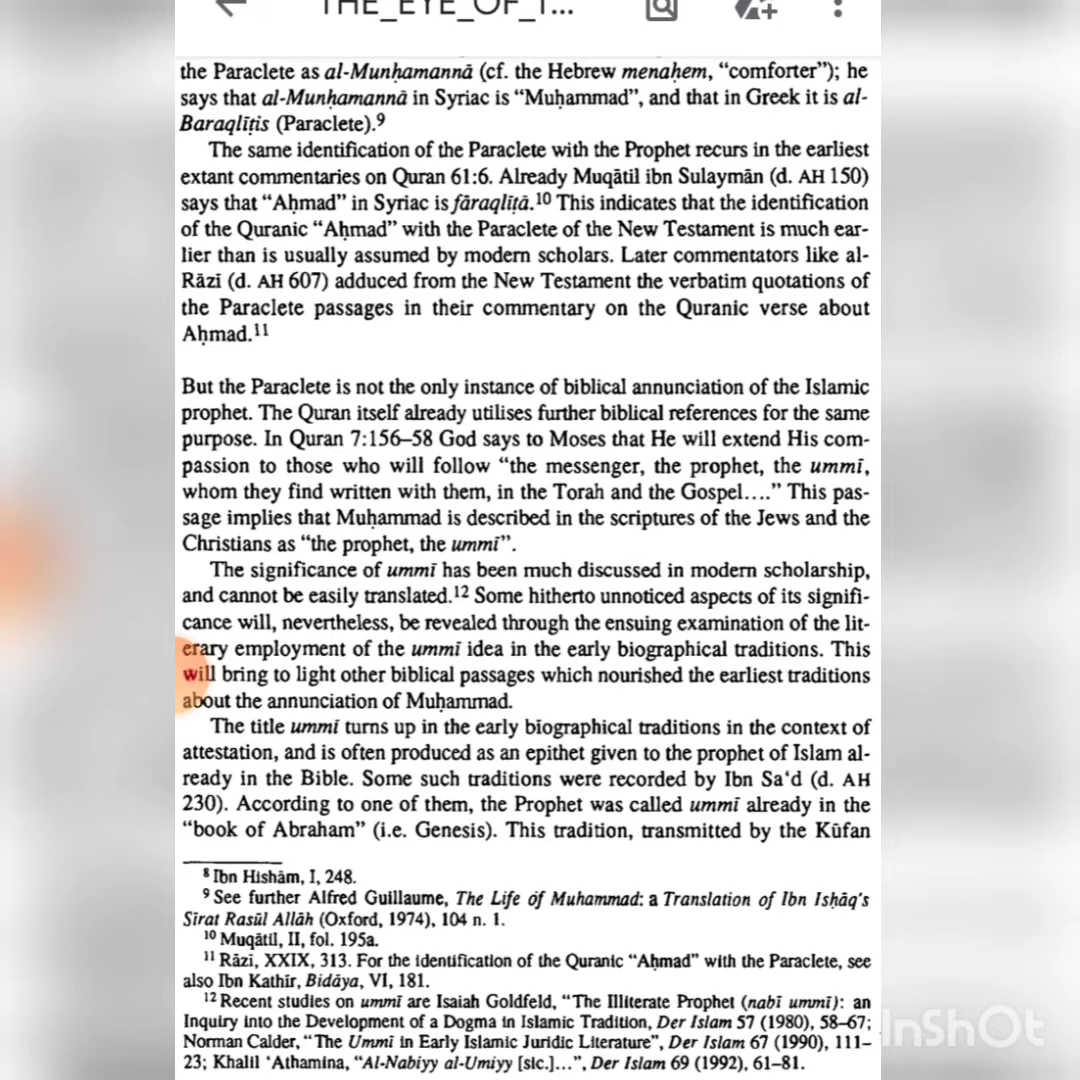 THE_EYE_OF_T...
the Paraclete as al-Munḥamannā (cf. the Hebrew menaḥem, “comforter”); he
says that al-Munḥamannā in Syriac is “Muḥammad”, and that in Greek it is al-
Baraqlīṭis (Paraclete).9
The same identification of the Paraclete with the Prophet recurs in the earliest
extant commentaries on Quran 61:6. Already Muqātil ibn Sulaymān (d. AH 150)
says that “Aḥmad” in Syriac is fāraqlīṭā.10 This indicates that the identification
of the Quranic “Aḥmad” with the Paraclete of the New Testament is much ear-
lier than is usually assumed by modern scholars. Later commentators like al-
Rāzī (d. AH 607) adduced from the New Testament the verbatim quotations of
the Paraclete passages in their commentary on the Quranic verse about
Aḥmad.11
But the Paraclete is not the only instance of biblical annunciation of the Islamic
prophet. The Quran itself already utilises further biblical references for the same
purpose. In Quran 7:156–58 God says to Moses that He will extend His com-
passion to those who will follow “the messenger, the prophet, the ummī,
whom they find written with them, in the Torah and the Gospel....” This pas-
sage implies that Muḥammad is described in the scriptures of the Jews and the
Christians as “the prophet, the ummī”.
The significance of ummī has been much discussed in modern scholarship,
and cannot be easily translated.12 Some hitherto unnoticed aspects of its signifi-
cance will, nevertheless, be revealed through the ensuing examination of the lit-
erary employment of the ummī idea in the early biographical traditions. This
will bring to light other biblical passages which nourished the earliest traditions
about the annunciation of Muḥammad.
The title ummī turns up in the early biographical traditions in the context of
attestation, and is often produced as an epithet given to the prophet of Islam al-
ready in the Bible. Some such traditions were recorded by Ibn Saʿd (d. AH
230). According to one of them, the Prophet was called ummī already in the
“book of Abraham” (i.e. Genesis). This tradition, transmitted by the Kūfan
8 Ibn Hishām, I, 248.
9 See further Alfred Guillaume, The Life of Muhammad: a Translation of Ibn Isḥāq's
Sīrat Rasūl Allāh (Oxford, 1974), 104 n. 1.
10 Muqātil, II, fol. 195a.
11 Rāzī, XXIX, 313. For the identification of the Quranic “Aḥmad” with the Paraclete, see
also Ibn Kathīr, Bidāya, VI, 181.
12 Recent studies on ummī are Isaiah Goldfeld, “The Illiterate Prophet (nabī ummī): an
Inquiry into the Development of a Dogma in Islamic Tradition, Der Islam 57 (1980), 58–67;
Norman Calder, “The Ummī in Early Islamic Juridic Literature”, Der Islam 67 (1990), 111–
23; Khalil ʿAthamina, “Al-Nabiyy al-Umiyy [sic.]...”, Der Islam 69 (1992), 61–81.
InShOt